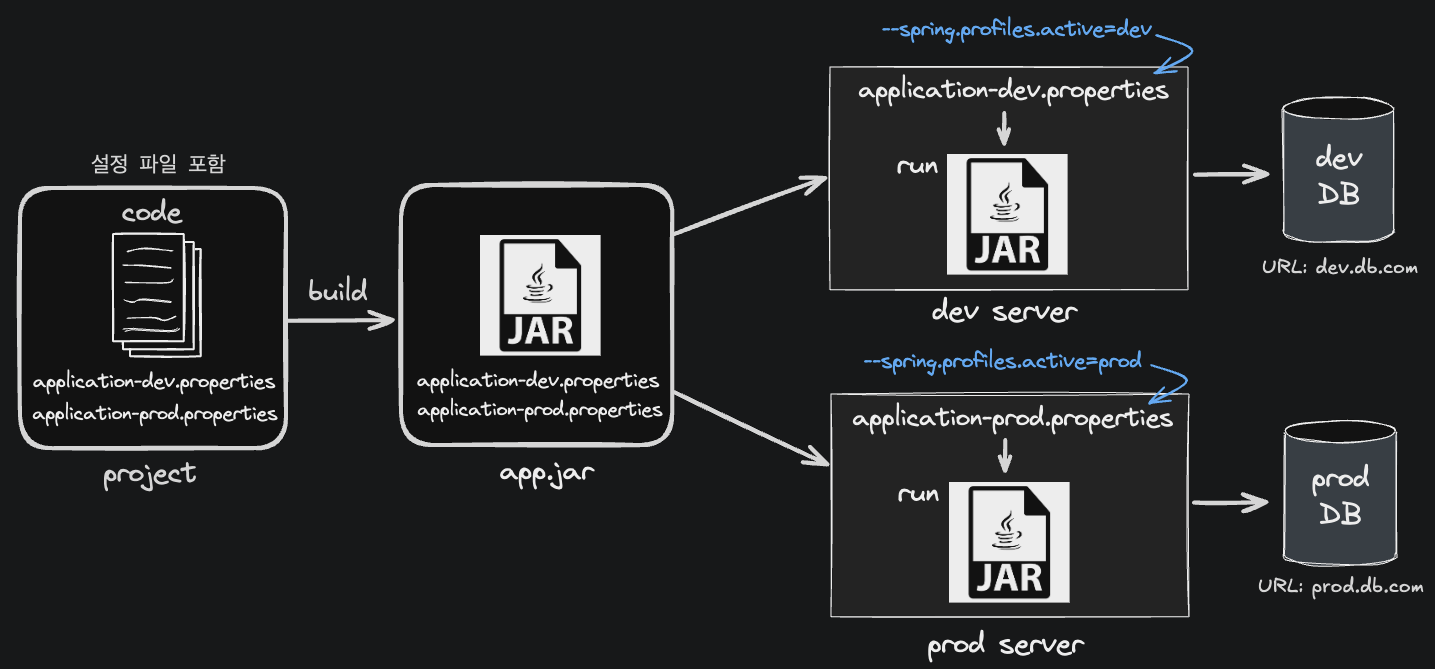 설정 파일 포함
code
application-dev.properties
application-prod.properties
project
build
JAR
application-dev.properties
application-prod.properties
app.jar
--spring.profiles.active=dev
application-dev.properties
run
JAR
dev server
dev
DB
URL: dev.db.com
--spring.profiles.active=prod
application-prod.properties
run
JAR
prod server
prod
DB
URL: prod.db.com